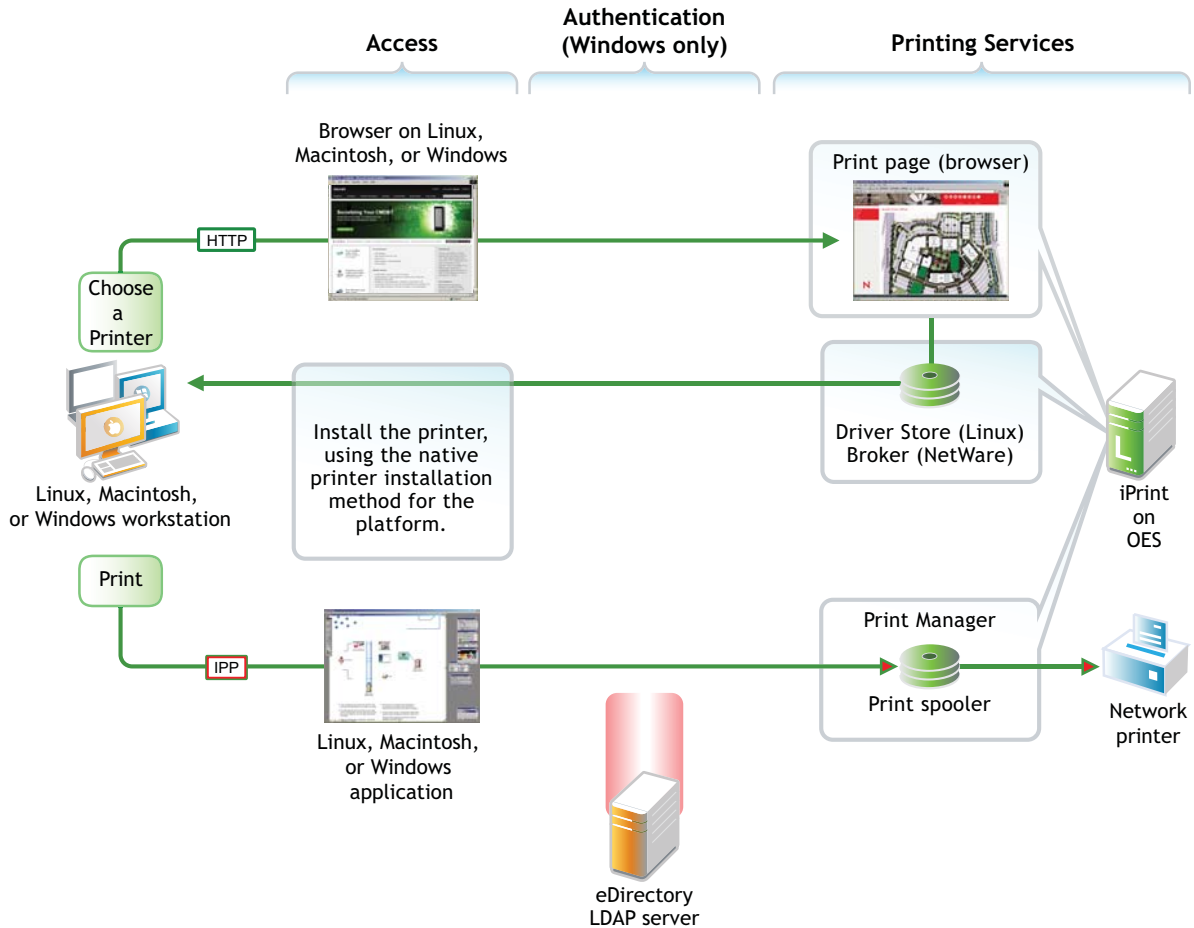 Access
Authentication
(Windows only)
Printing Services
Browser on Linux,
Macintosh, or Windows
Print page (browser)
HTTP
Choose
a
Printer
Install the printer,
using the native
printer installation
method for the
platform.
Driver Store (Linux)
Broker (NetWare)
Linux, Macintosh,
or Windows workstation
iPrint
on
OES
Print
IPP
Print Manager
Print spooler
Linux, Macintosh,
or Windows
application
Network
printer
eDirectory
LDAP server
L
N